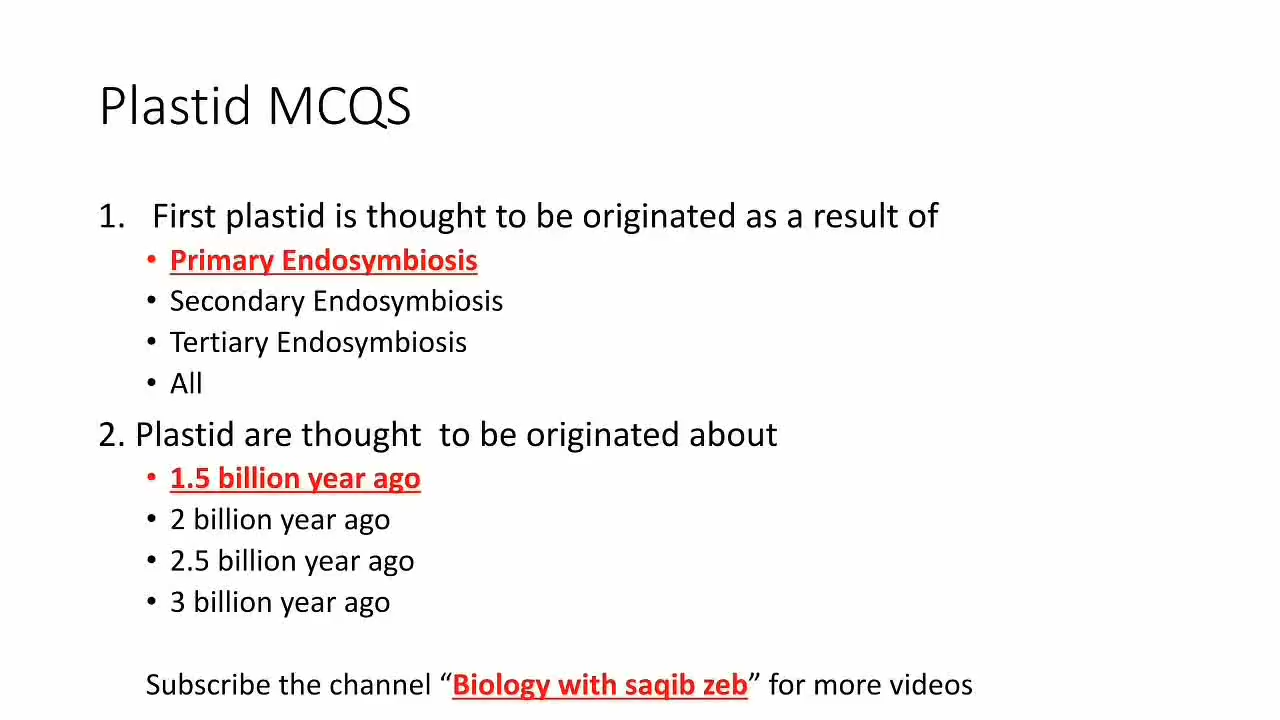 Plastid MCQS
1. First plastid is thought to be originated as a result of
• Primary Endosymbiosis
• Secondary Endosymbiosis
• Tertiary Endosymbiosis
• All
2. Plastid are thought to be originated about
• 1.5 billion year ago
• 2 billion year ago
• 2.5 billion year ago
• 3 billion year ago
Subscribe the channel “Biology with saqib zeb” for more videos